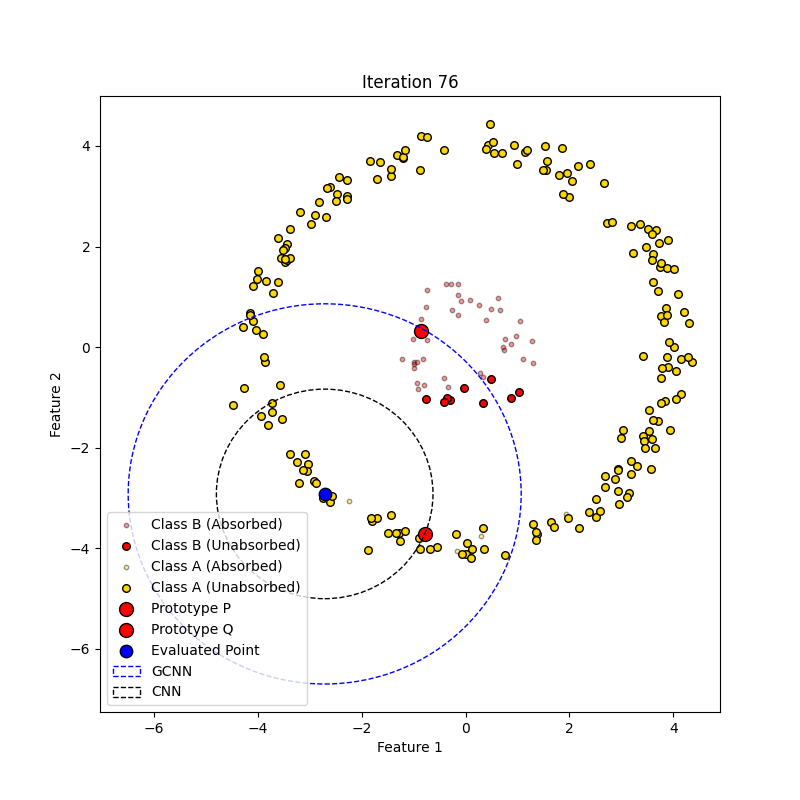 Iteration 76
Feature 2
4
2
0
−2
−4
−6
Class B (Absorbed)
Class B (Unabsorbed)
Class A (Absorbed)
Class A (Unabsorbed)
Prototype P
Prototype Q
Evaluated Point
GCNN
CNN
−6 −4 −2 0 2 4
Feature 1